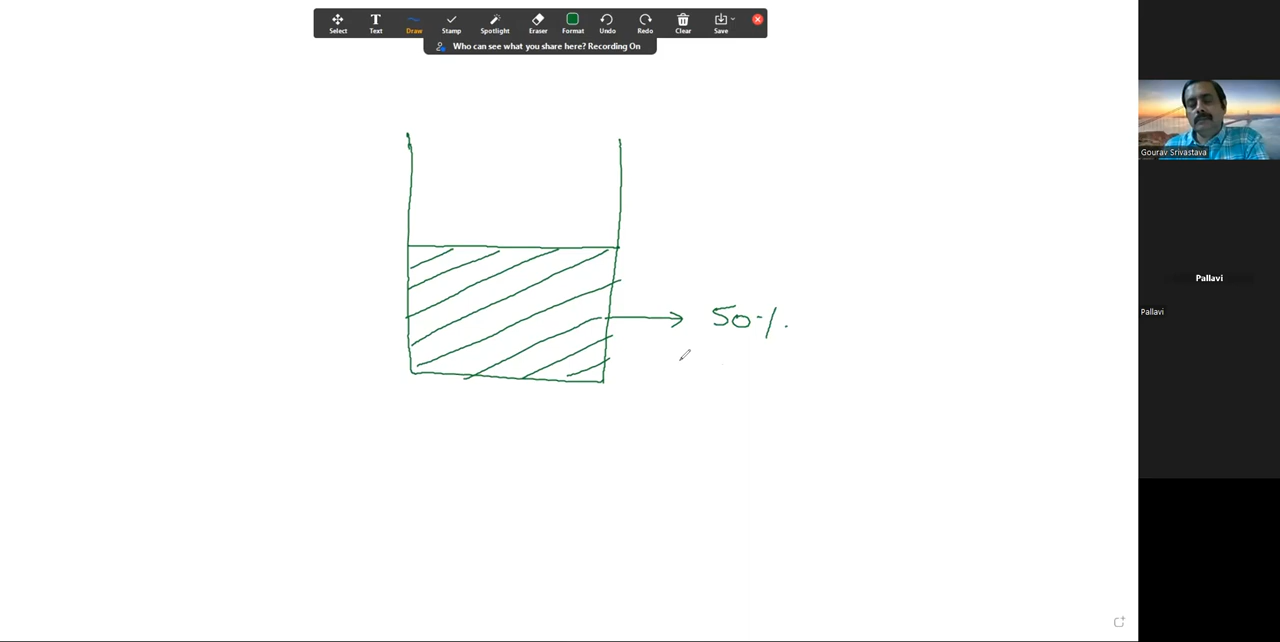 Select Text Draw Stamp Spotlight Eraser Format Undo Redo Clear Save
Who can see what you share here? Recording On
T
50%.
Gourav Srivastava
Pallavi
Pallavi